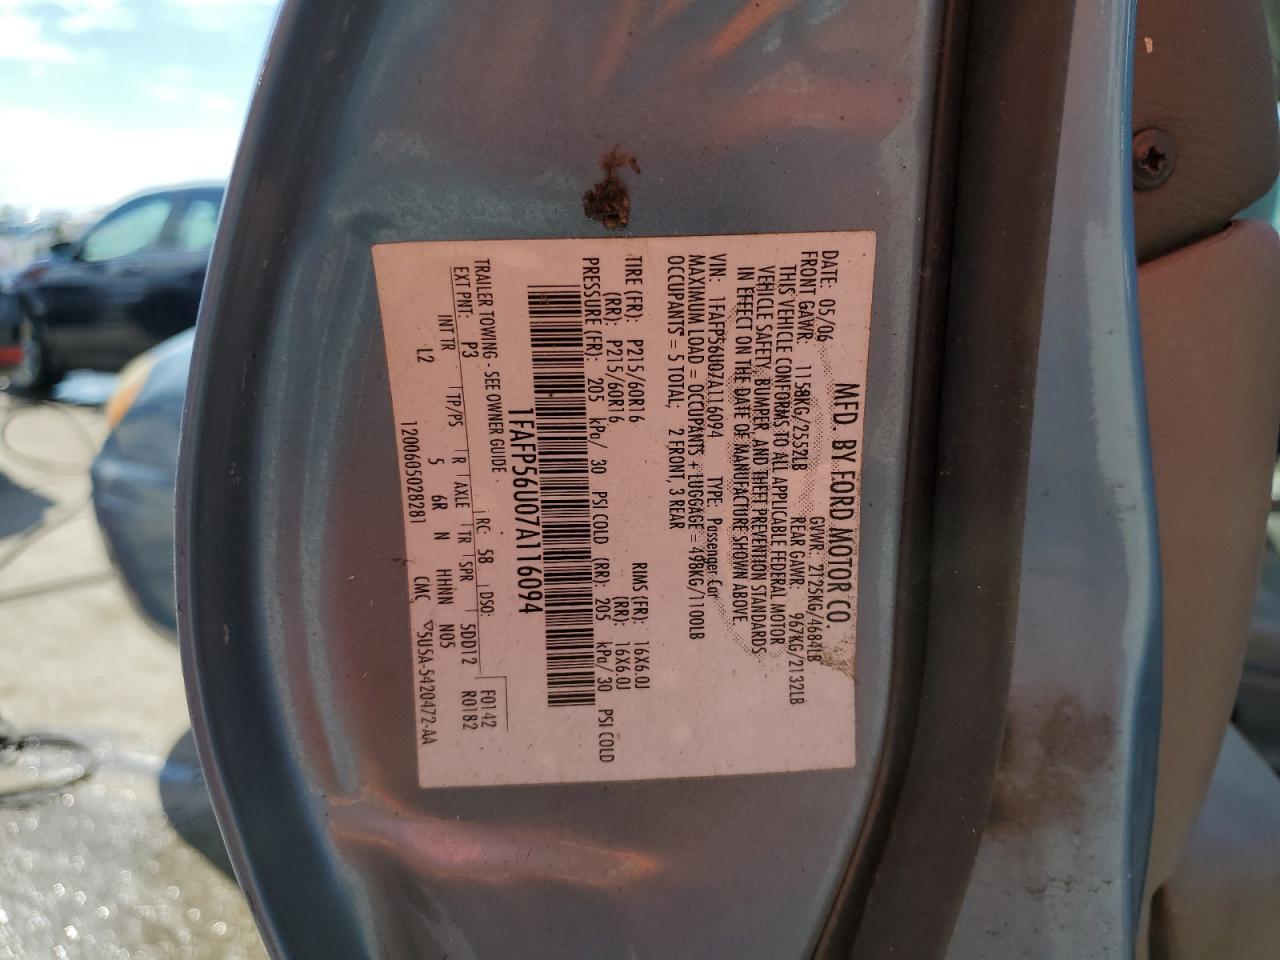 MFD. BY FORD MOTOR CO.
DATE: 05/06 GVWR: 2125KG/4684LB
FRONT GAWR: 1158KG/2552LB REAR GAWR: 967KG/2132LB
THIS VEHICLE CONFORMS TO ALL APPLICABLE FEDERAL MOTOR
VEHICLE SAFETY, BUMPER, AND THEFT PREVENTION STANDARDS
IN EFFECT ON THE DATE OF MANUFACTURE SHOWN ABOVE.
VIN: 1FAFP56U07A116094 TYPE: Passenger Car
MAXIMUM LOAD = OCCUPANTS + LUGGAGE = 498KG/1100LB
OCCUPANTS = 5 TOTAL, 2 FRONT, 3 REAR
TIRE (FR): P215/60R16 RIMS (FR): 16X6.0J
(RR): P215/60R16 (RR): 16X6.0J
PRESSURE (FR): 205 kPa/ 30 PSI COLD (RR): 205 kPa/ 30 PSI COLD
1FAFP56U07A116094
TRAILER TOWING - SEE OWNER GUIDE
RC: 58 DSO: F0142
EXT PNT: P3 5DD12 R0182
INT TR TP/PS R AXLE TR SPR
L2 5 6R N HHNN N05
1200605028281 CMC ▽5U5A-5420472-AA